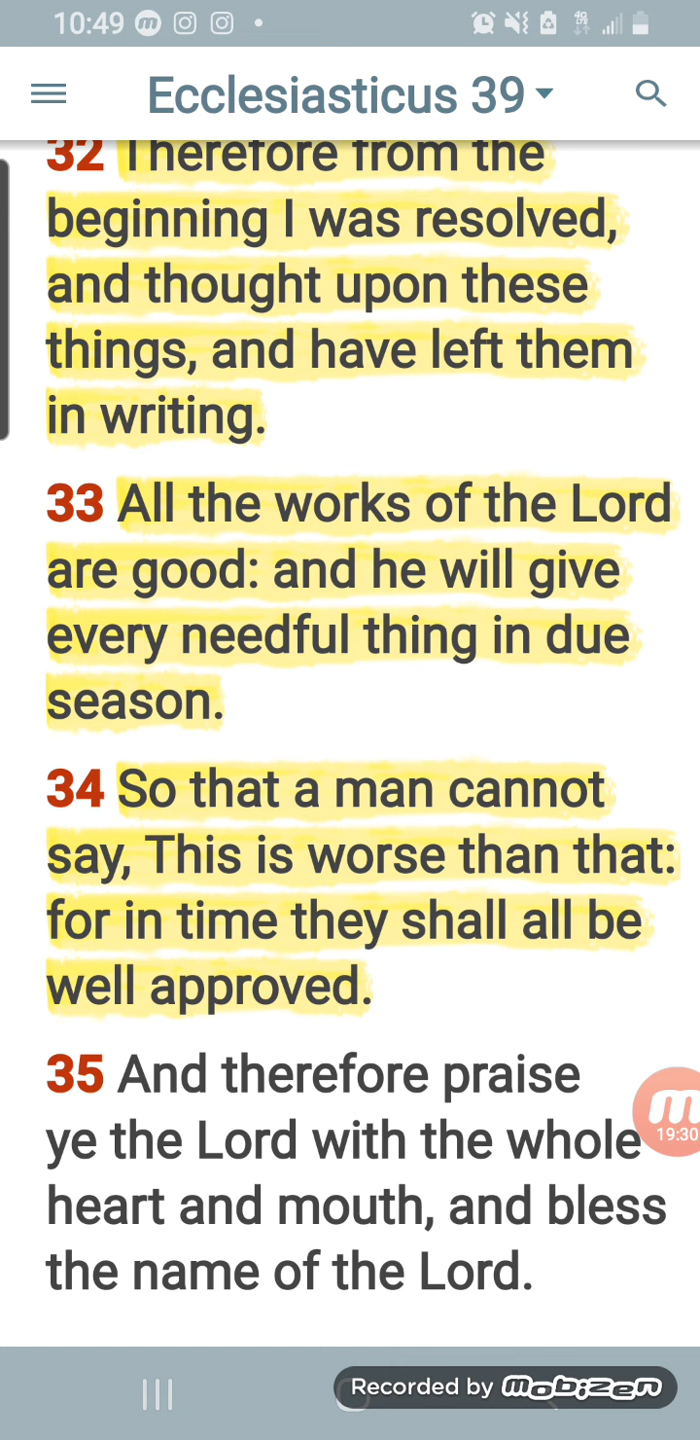 10:49
Ecclesiasticus 39
32 Therefore from the
beginning I was resolved,
and thought upon these
things, and have left them
in writing.
33 All the works of the Lord
are good: and he will give
every needful thing in due
season.
34 So that a man cannot
say, This is worse than that:
for in time they shall all be
well approved.
35 And therefore praise
ye the Lord with the whole
heart and mouth, and bless
the name of the Lord.
m
19:30
Recorded by mobizen